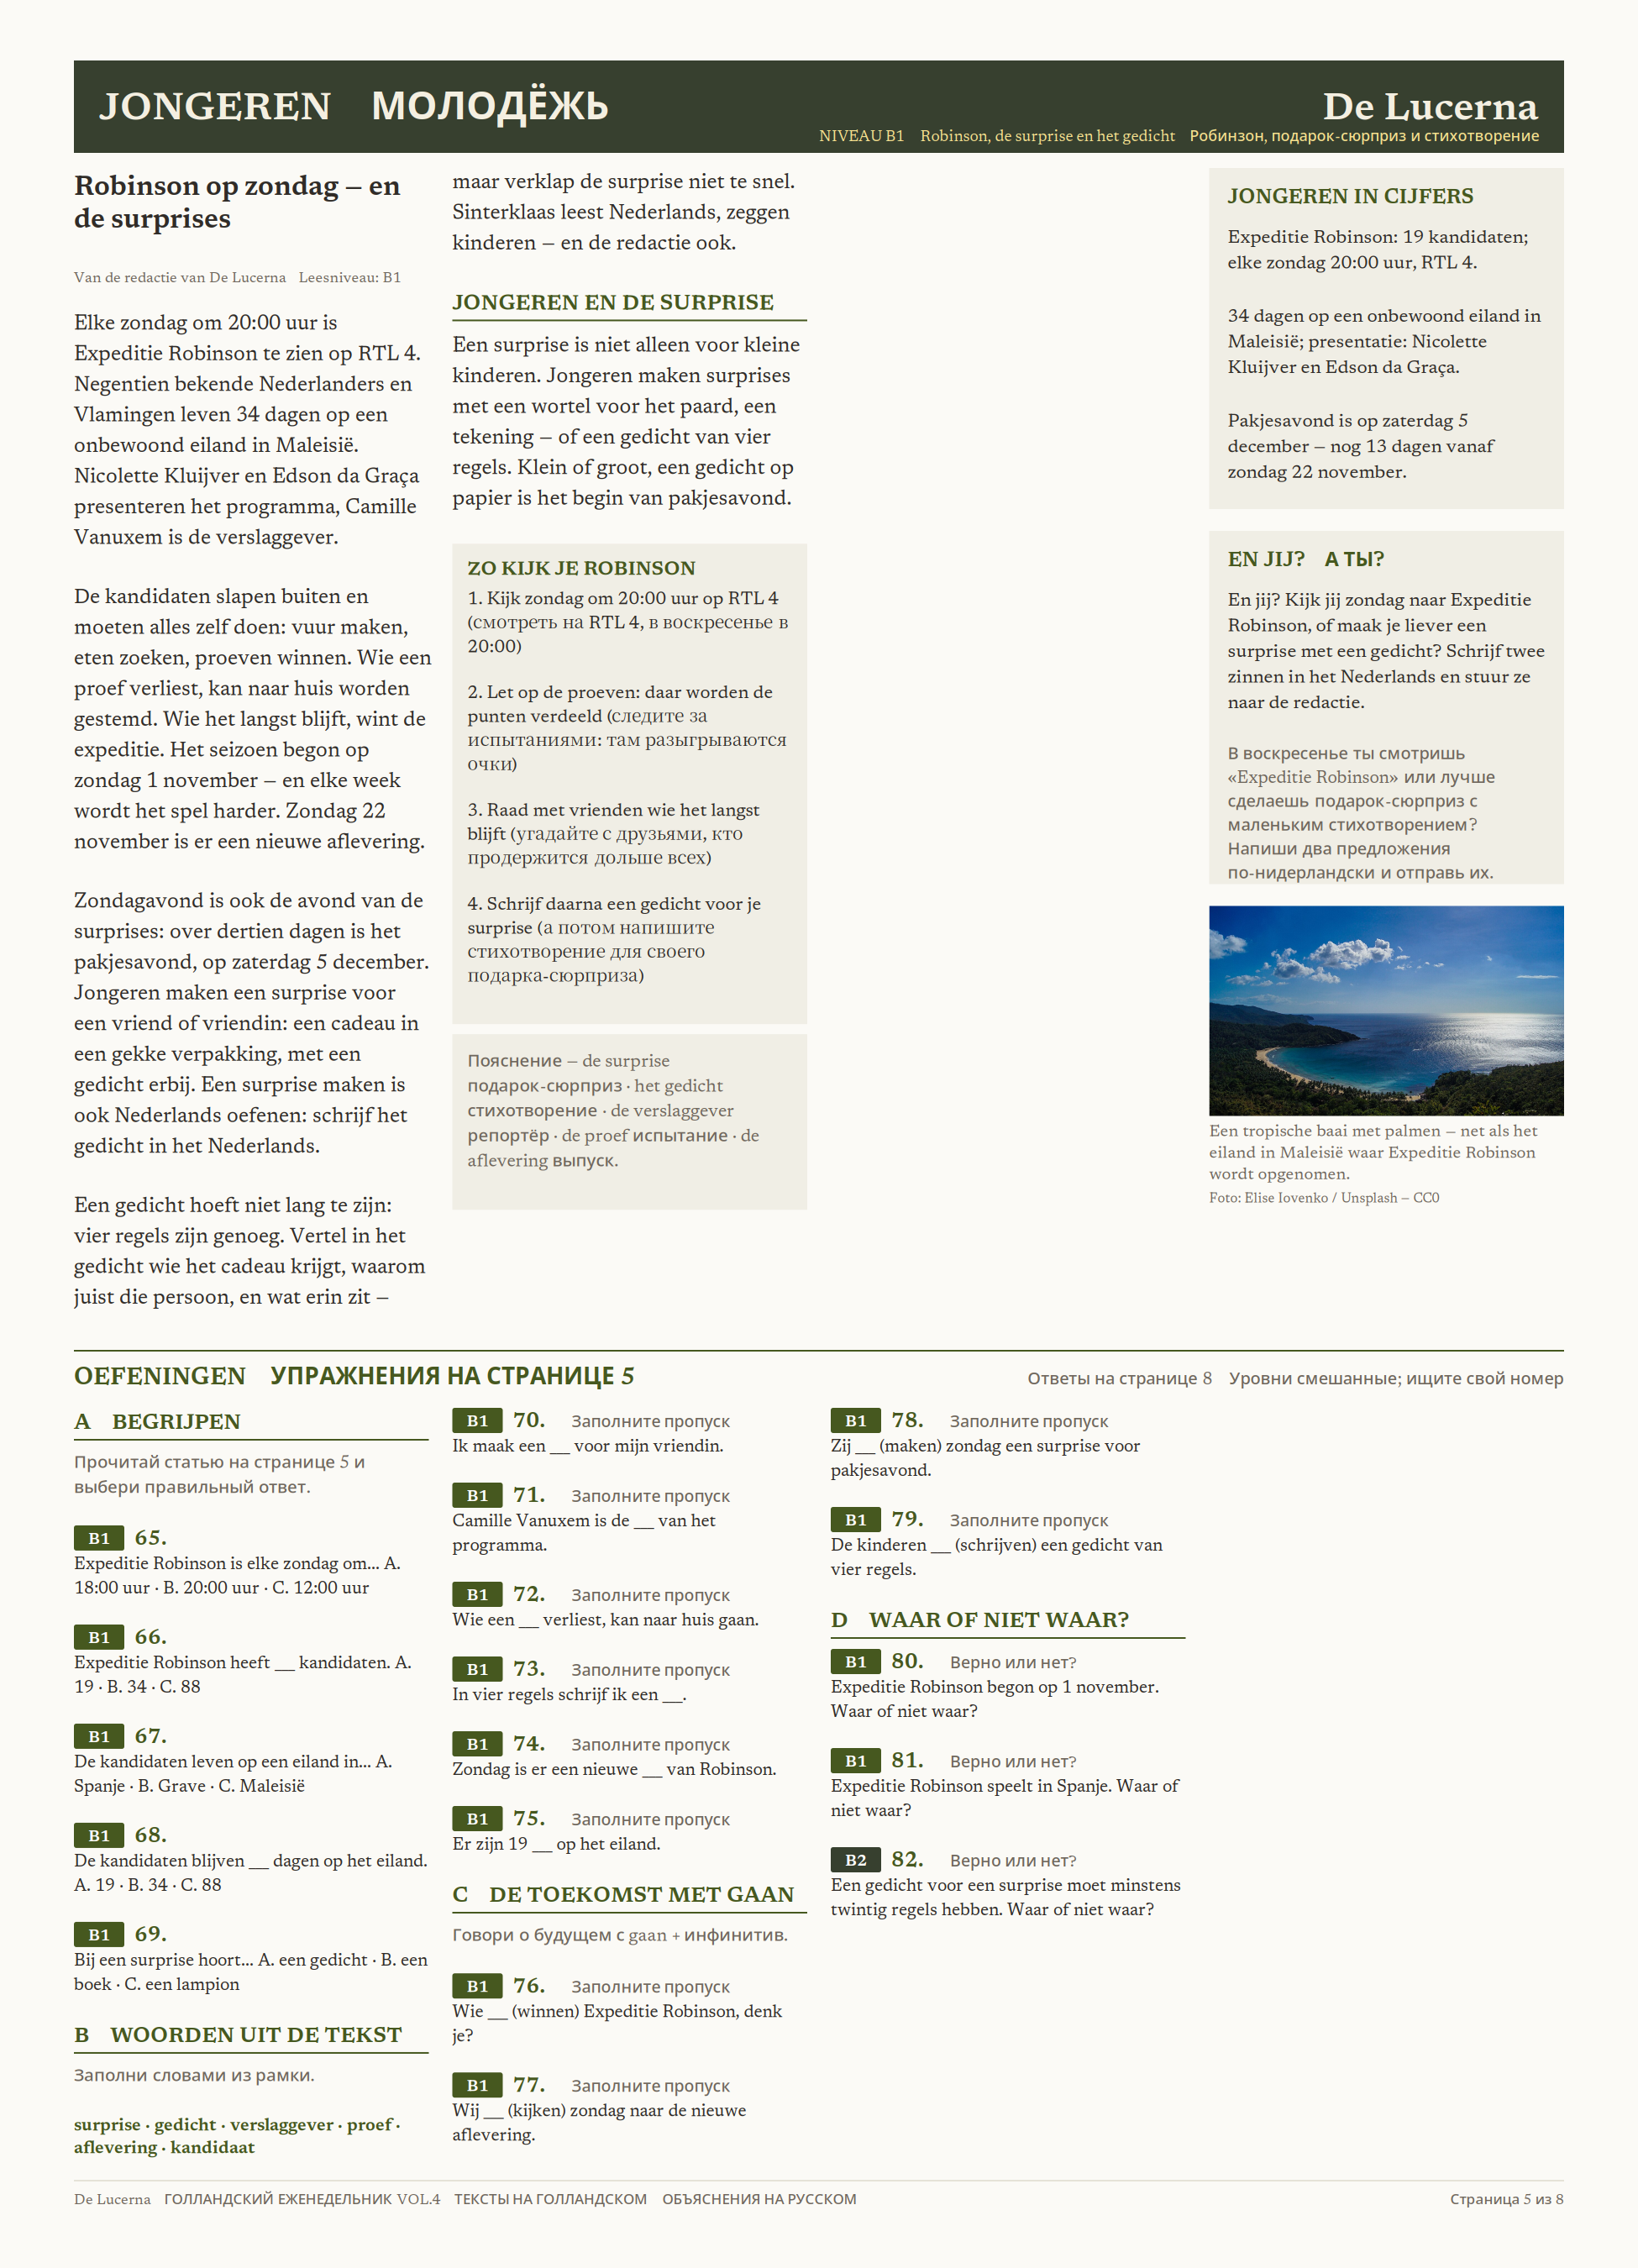 JONGEREN МОЛОДЁЖЬ
De Lucerna
NIVEAU B1 Robinson, de surprise en het gedicht Робинзон, подарок-сюрприз и стихотворение
Robinson op zondag – en
de surprises
Van de redactie van De Lucerna Leesniveau: B1
Elke zondag om 20:00 uur is
Expeditie Robinson te zien op RTL 4.
Negentien bekende Nederlanders en
Vlamingen leven 34 dagen op een
onbewoond eiland in Maleisië.
Nicolette Kluijver en Edson da Graça
presenteren het programma, Camille
Vanuxem is de verslaggever.
De kandidaten slapen buiten en
moeten alles zelf doen: vuur maken,
eten zoeken, proeven winnen. Wie een
proef verliest, kan naar huis worden
gestemd. Wie het langst blijft, wint de
expeditie. Het seizoen begon op
zondag 1 november – en elke week
wordt het spel harder. Zondag 22
november is er een nieuwe aflevering.
Zondagavond is ook de avond van de
surprises: over dertien dagen is het
pakjesavond, op zaterdag 5 december.
Jongeren maken een surprise voor
een vriend of vriendin: een cadeau in
een gekke verpakking, met een
gedicht erbij. Een surprise maken is
ook Nederlands oefenen: schrijf het
gedicht in het Nederlands.
Een gedicht hoeft niet lang te zijn:
vier regels zijn genoeg. Vertel in het
gedicht wie het cadeau krijgt, waarom
juist die persoon, en wat erin zit –
maar verklap de surprise niet te snel.
Sinterklaas leest Nederlands, zeggen
kinderen – en de redactie ook.
JONGEREN EN DE SURPRISE
Een surprise is niet alleen voor kleine
kinderen. Jongeren maken surprises
met een wortel voor het paard, een
tekening – of een gedicht van vier
regels. Klein of groot, een gedicht op
papier is het begin van pakjesavond.
ZO KIJK JE ROBINSON
1. Kijk zondag om 20:00 uur op RTL 4
(смотреть на RTL 4, в воскресенье в
20:00)
2. Let op de proeven: daar worden de
punten verdeeld (следите за
испытаниями: там разыгрываются
очки)
3. Raad met vrienden wie het langst
blijft (угадайте с друзьями, кто
продержится дольше всех)
4. Schrijf daarna een gedicht voor je
surprise (а потом напишите
стихотворение для своего
подарка-сюрприза)
Пояснение – de surprise
подарок-сюрприз · het gedicht
стихотворение · de verslaggever
репортёр · de proef испытание · de
aflevering выпуск.
JONGEREN IN CIJFERS
Expeditie Robinson: 19 kandidaten;
elke zondag 20:00 uur, RTL 4.
34 dagen op een onbewoond eiland in
Maleisië; presentatie: Nicolette
Kluijver en Edson da Graça.
Pakjesavond is op zaterdag 5
december – nog 13 dagen vanaf
zondag 22 november.
EN JIJ? А ТЫ?
En jij? Kijk jij zondag naar Expeditie
Robinson, of maak je liever een
surprise met een gedicht? Schrijf twee
zinnen in het Nederlands en stuur ze
naar de redactie.
В воскресенье ты смотришь
«Expeditie Robinson» или лучше
сделаешь подарок-сюрприз с
маленьким стихотворением?
Напиши два предложения
по-нидерландски и отправь их.
Een tropische baai met palmen – net als het
eiland in Maleisië waar Expeditie Robinson
wordt opgenomen.
Foto: Elise Iovenko / Unsplash – CC0
OEFENINGEN УПРАЖНЕНИЯ НА СТРАНИЦЕ 5
Ответы на странице 8 Уровни смешанные; ищите свой номер
A BEGRIJPEN
Прочитай статью на странице 5 и
выбери правильный ответ.
B1 65.
Expeditie Robinson is elke zondag om... A.
18:00 uur · B. 20:00 uur · C. 12:00 uur
B1 66.
Expeditie Robinson heeft __ kandidaten. A.
19 · B. 34 · C. 88
B1 67.
De kandidaten leven op een eiland in... A.
Spanje · B. Grave · C. Maleisië
B1 68.
De kandidaten blijven __ dagen op het eiland.
A. 19 · B. 34 · C. 88
B1 69.
Bij een surprise hoort... A. een gedicht · B. een
boek · C. een lampion
B WOORDEN UIT DE TEKST
Заполни словами из рамки.
surprise · gedicht · verslaggever · proef ·
aflevering · kandidaat
B1 70. Заполните пропуск
Ik maak een __ voor mijn vriendin.
B1 71. Заполните пропуск
Camille Vanuxem is de __ van het
programma.
B1 72. Заполните пропуск
Wie een __ verliest, kan naar huis gaan.
B1 73. Заполните пропуск
In vier regels schrijf ik een __.
B1 74. Заполните пропуск
Zondag is er een nieuwe __ van Robinson.
B1 75. Заполните пропуск
Er zijn 19 __ op het eiland.
C DE TOEKOMST MET GAAN
Говори о будущем с gaan + инфинитив.
B1 76. Заполните пропуск
Wie __ (winnen) Expeditie Robinson, denk
je?
B1 77. Заполните пропуск
Wij __ (kijken) zondag naar de nieuwe
aflevering.
B1 78. Заполните пропуск
Zij __ (maken) zondag een surprise voor
pakjesavond.
B1 79. Заполните пропуск
De kinderen __ (schrijven) een gedicht van
vier regels.
D WAAR OF NIET WAAR?
B1 80. Верно или нет?
Expeditie Robinson begon op 1 november.
Waar of niet waar?
B1 81. Верно или нет?
Expeditie Robinson speelt in Spanje. Waar of
niet waar?
B2 82. Верно или нет?
Een gedicht voor een surprise moet minstens
twintig regels hebben. Waar of niet waar?
De Lucerna ГОЛЛАНДСКИЙ ЕЖЕНЕДЕЛЬНИК VOL.4 ТЕКСТЫ НА ГОЛЛАНДСКОМ ОБЪЯСНЕНИЯ НА РУССКОМ
Страница 5 из 8